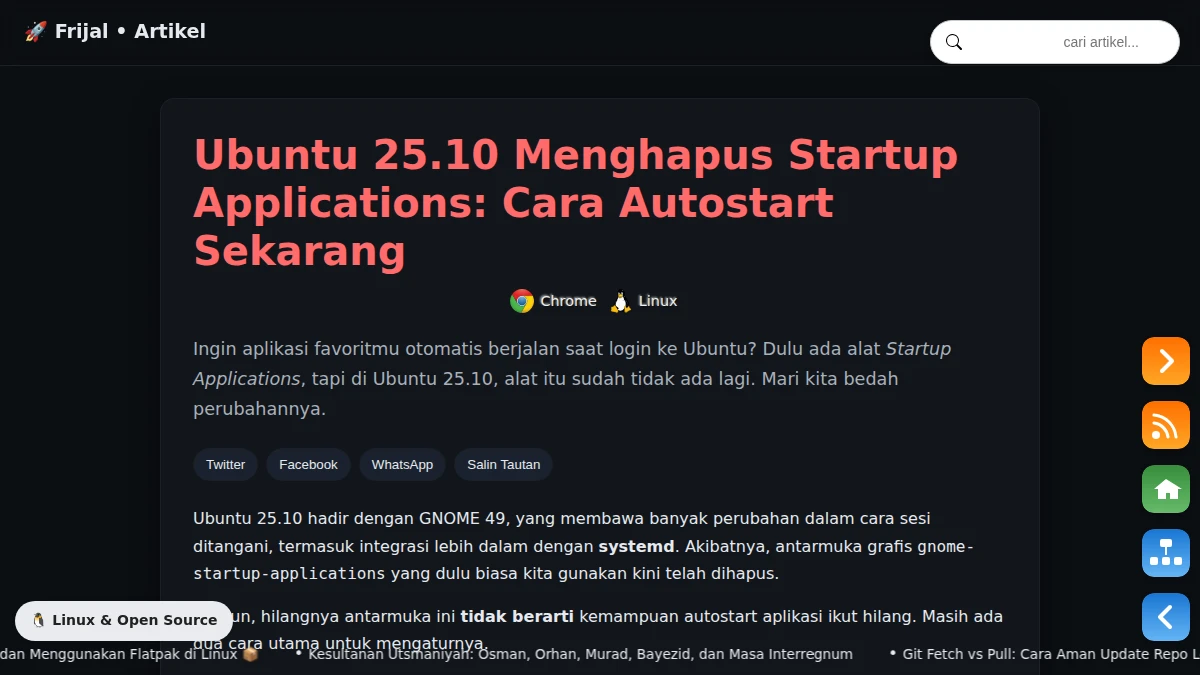 🚀 Frijal • Artikel
cari artikel...
Ubuntu 25.10 Menghapus Startup
Applications: Cara Autostart
Sekarang
Chrome Linux
Ingin aplikasi favoritmu otomatis berjalan saat login ke Ubuntu? Dulu ada alat Startup
Applications, tapi di Ubuntu 25.10, alat itu sudah tidak ada lagi. Mari kita bedah
perubahannya.
Twitter Facebook WhatsApp Salin Tautan
Ubuntu 25.10 hadir dengan GNOME 49, yang membawa banyak perubahan dalam cara sesi
ditangani, termasuk integrasi lebih dalam dengan systemd. Akibatnya, antarmuka grafis gnome-
startup-applications yang dulu biasa kita gunakan kini telah dihapus.
un, hilangnya antarmuka ini tidak berarti kemampuan autostart aplikasi ikut hilang. Masih ada
dua cara utama untuk mengaturnya.
🐧 Linux & Open Source
dan Menggunakan Flatpak di Linux 📦 • Kesultanan Utsmaniyah: Osman, Orhan, Murad, Bayezid, dan Masa Interregnum • Git Fetch vs Pull: Cara Aman Update Repo L